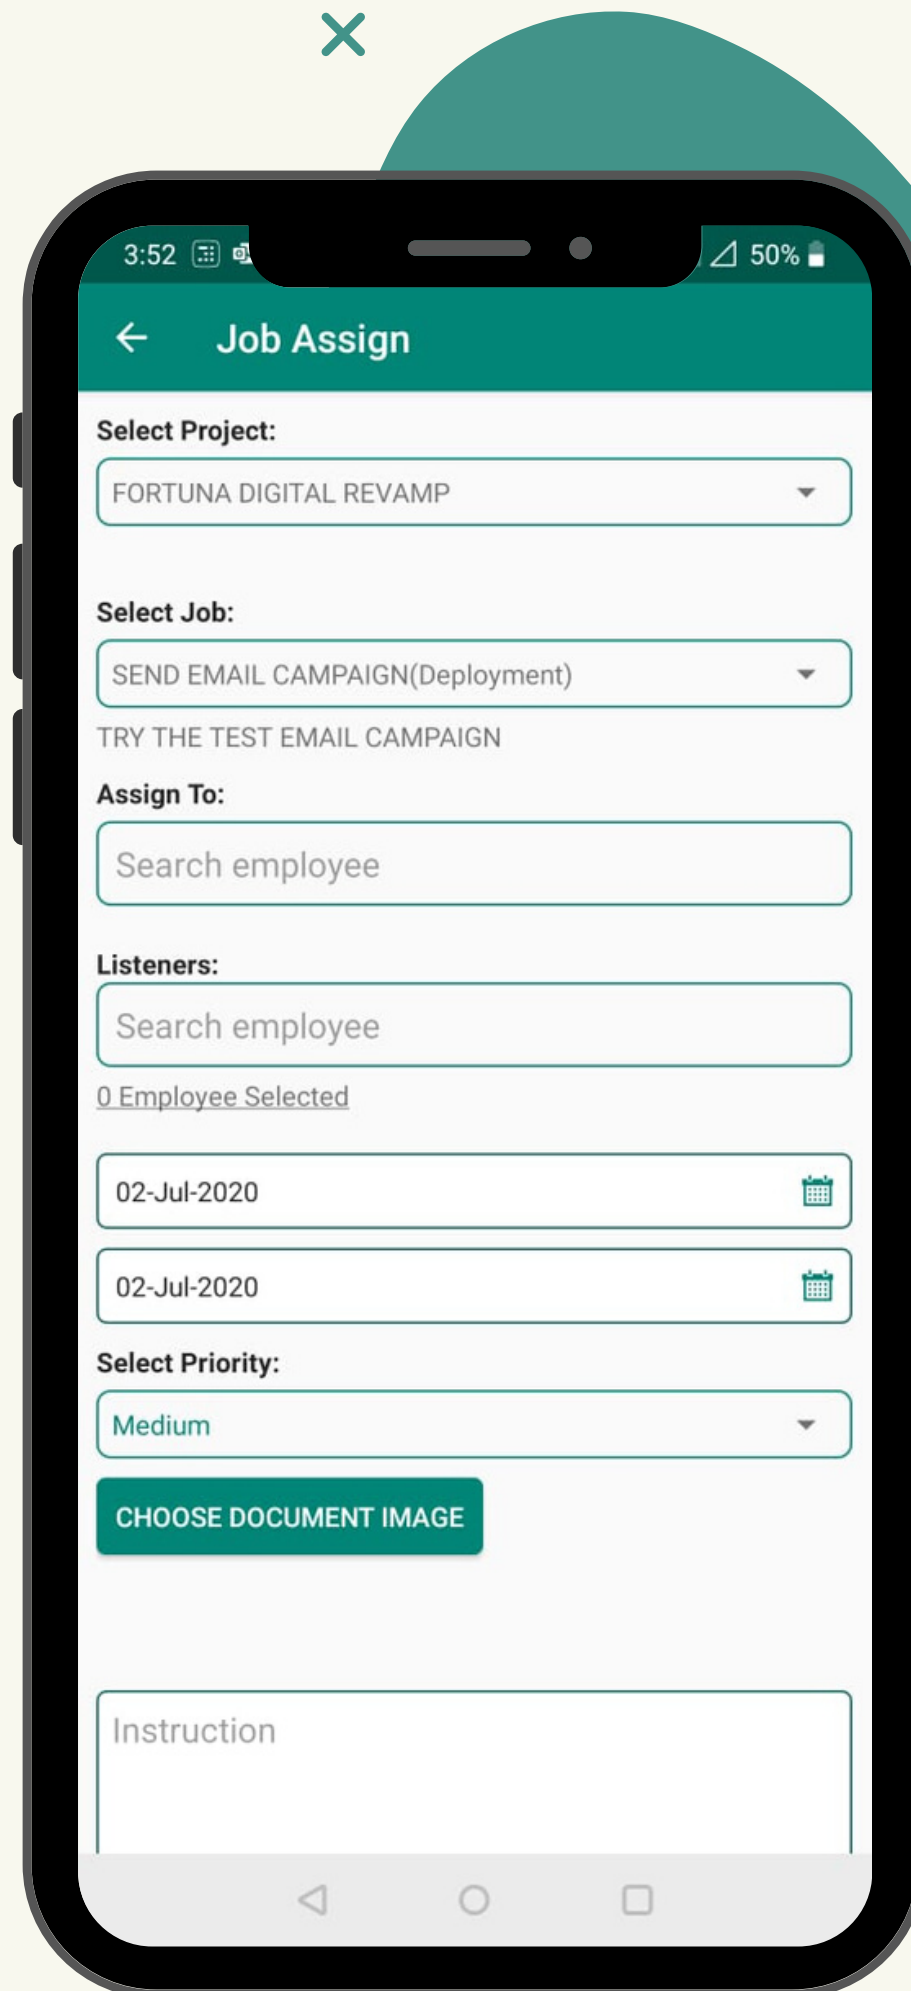 3:52
50%
Job Assign
Select Project:
FORTUNA DIGITAL REVAMP
Select Job:
SEND EMAIL CAMPAIGN(Deployment)
TRY THE TEST EMAIL CAMPAIGN
Assign To:
Search employee
Listeners:
Search employee
0 Employee Selected
02-Jul-2020
02-Jul-2020
Select Priority:
Medium
CHOOSE DOCUMENT IMAGE
Instruction